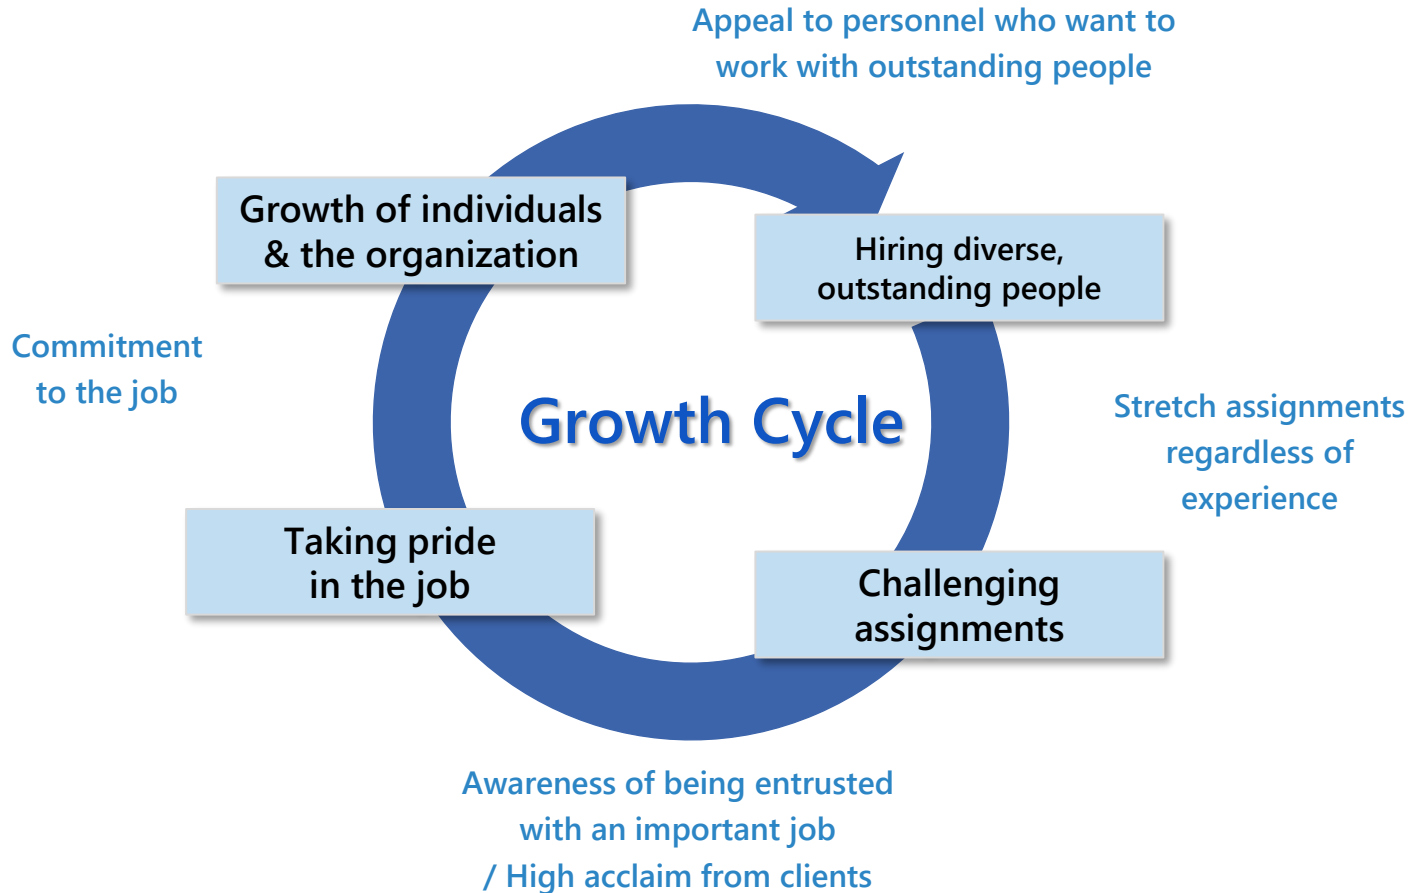 Appeal to personnel who want to
work with outstanding people
Growth of individuals
& the organization
Hiring diverse,
outstanding people
Commitment
to the job
Growth Cycle
Stretch assignments
regardless of
experience
Taking pride
in the job
Challenging
assignments
Awareness of being entrusted
with an important job
/ High acclaim from clients